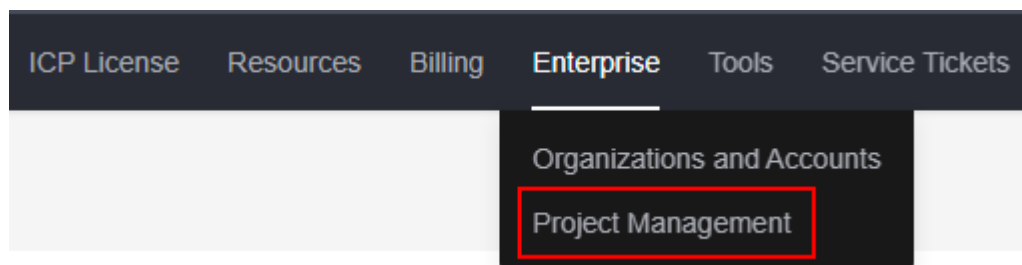 ICP License Resources Billing Enterprise Tools Service Tickets
Organizations and Accounts
Project Management